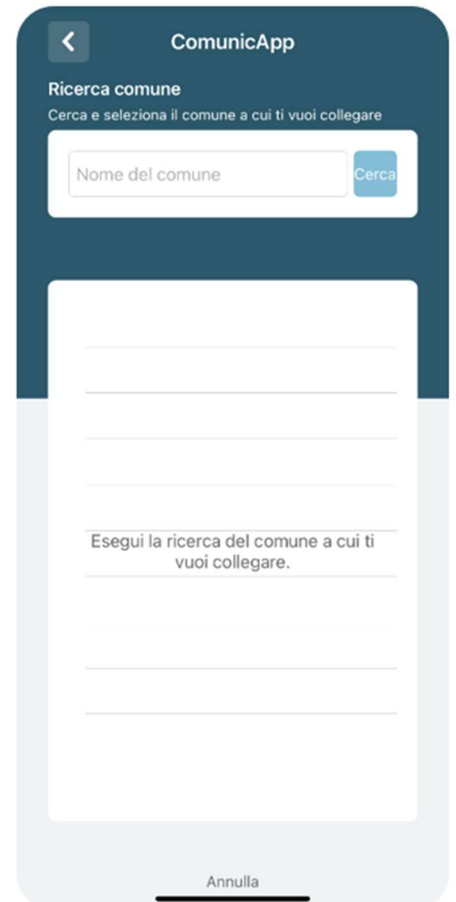 ComunicApp
Ricerca comune
Cerca e seleziona il comune a cui ti vuoi collegare
Nome del comune
Cerca
Esegui la ricerca del comune a cui ti
vuoi collegare.
Annulla